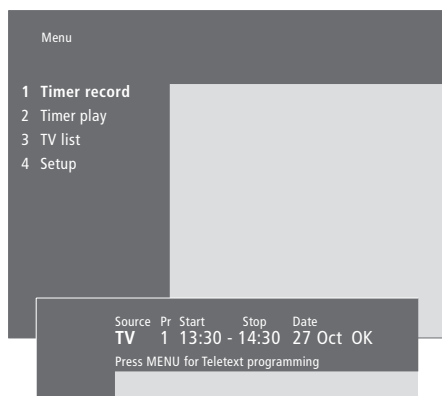 Menu
1 Timer record
2 Timer play
3 TV list
4 Setup
Source Pr Start Stop Date
TV 1 13:30 - 14:30 27 Oct OK
Press MENU for Teletext programming